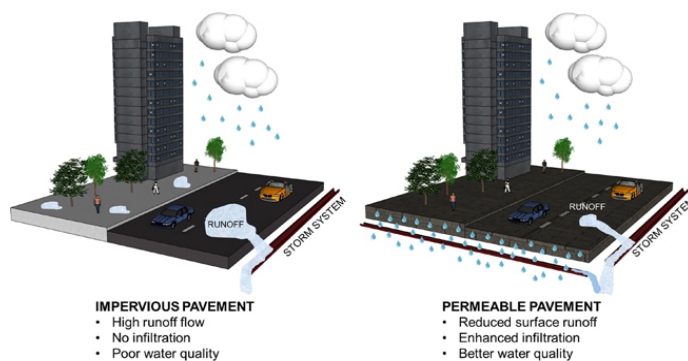 RUNOFF
STORM SYSTEM
IMPERVIOUS PAVEMENT
• High runoff flow
• No infiltration
• Poor water quality
RUNOFF
STORM SYSTEM
PERMEABLE PAVEMENT
• Reduced surface runoff
• Enhanced infiltration
• Better water quality